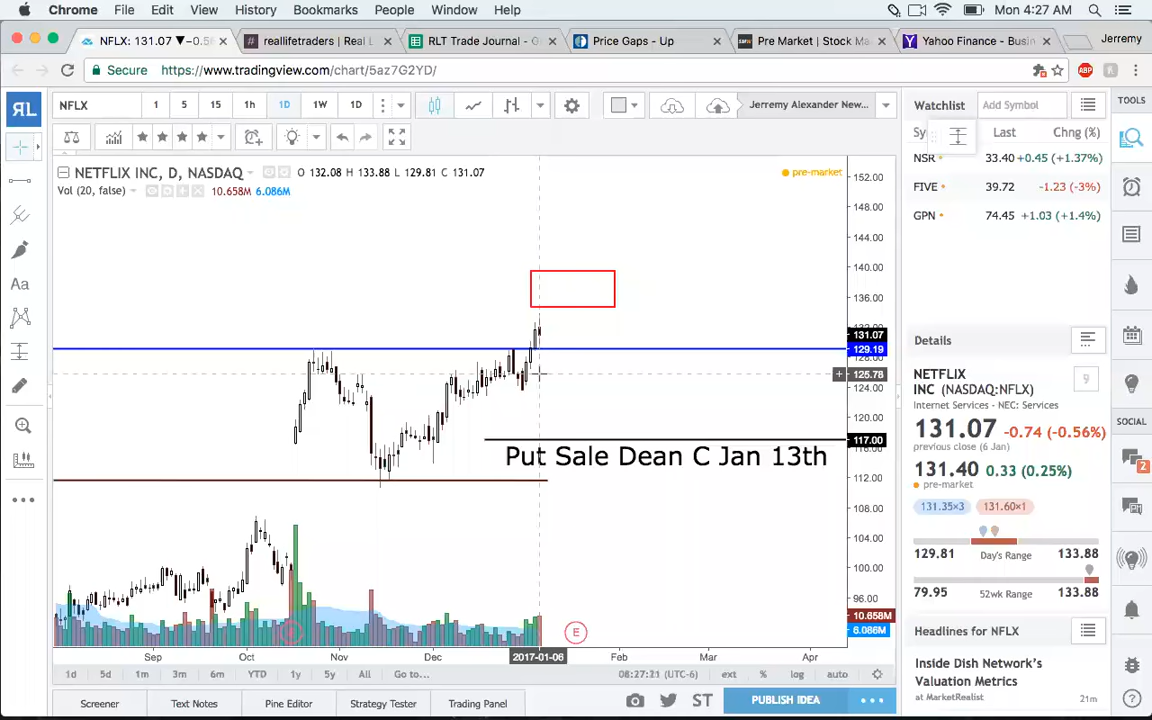 Chrome File Edit View History Bookmarks People Window Help Mon 4:27 AM
NFLX: 131.07 ▼-0.5 reallifetraders | Real L RLT Trade Journal - G Price Gaps - Up Pre Market | Stock Ma Yahoo Finance - Busin Jerremy
Secure https://www.tradingview.com/chart/5az7G2YD/ ABP
RL NFLX 1 5 15 1h 1D 1W 1D Jerremy Alexander New... Watchlist Add Symbol TOOLS
Sy Last Chng (%)
NSR 33.40 +0.45 (+1.37%)
NETFLIX INC, D, NASDAQ O 132.08 H 133.88 L 129.81 C 131.07 pre-market
Vol (20, false) 10.658M 6.086M
FIVE 39.72 -1.23 (-3%)
GPN 74.45 +1.03 (+1.4%)
152.00
148.00
144.00
140.00
136.00
131.07
129.19
125.78
124.00
120.00
117.00
Put Sale Dean C Jan 13th
112.00
108.00
104.00
100.00
96.00
10.658M
6.086M
E
Sep Oct Nov Dec 2017-01-06 Feb Mar Apr
1d 5d 1m 3m 6m YTD 1y 5y All Go to... 08:27:21 (UTC-6) ext % log auto
Screener Text Notes Pine Editor Strategy Tester Trading Panel ST PUBLISH IDEA
Details
NETFLIX
INC (NASDAQ:NFLX) 9
Internet Services - NEC: Services
131.07 -0.74 (-0.56%)
previous close (6 Jan)
131.40 0.33 (0.25%)
pre-market
131.35×3 131.60×1
129.81 Day's Range 133.88
79.95 52wk Range 133.88
Headlines for NFLX
Inside Dish Network's
Valuation Metrics
at MarketRealist 21m
SOCIAL
2
Aa